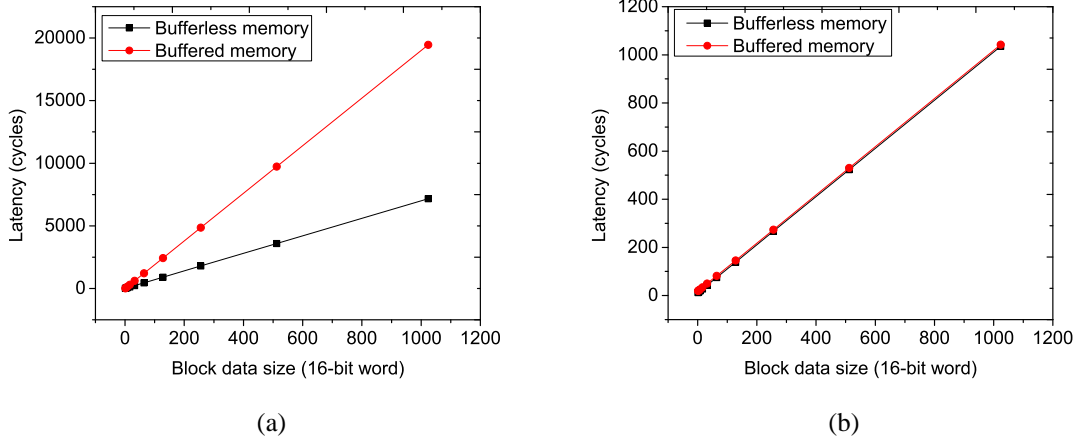 Bufferless memory
Buffered memory
20000
15000
10000
5000
0
Latency (cycles)
0 200 400 600 800 1000 1200
Block data size (16-bit word)
(a)
Bufferless memory
Buffered memory
1200
1000
800
600
400
200
0
Latency (cycles)
0 200 400 600 800 1000 1200
Block data size (16-bit word)
(b)